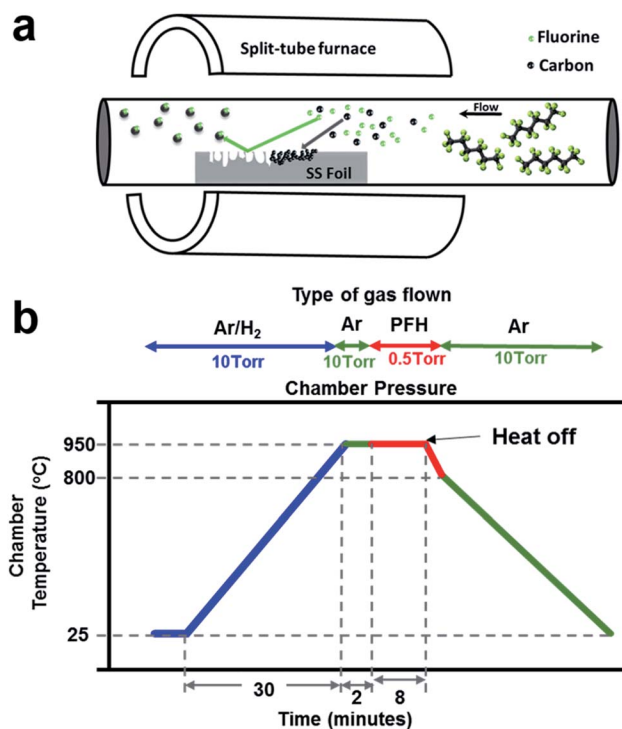 a
Split-tube furnace
Fluorine
Carbon
Flow
SS Foil
b
Type of gas flown
Ar/H₂ Ar PFH Ar
10Torr 10Torr 0.5Torr 10Torr
Chamber Pressure
Heat off
950
800
25
Chamber
Temperature (°C)
30 2 8
Time (minutes)